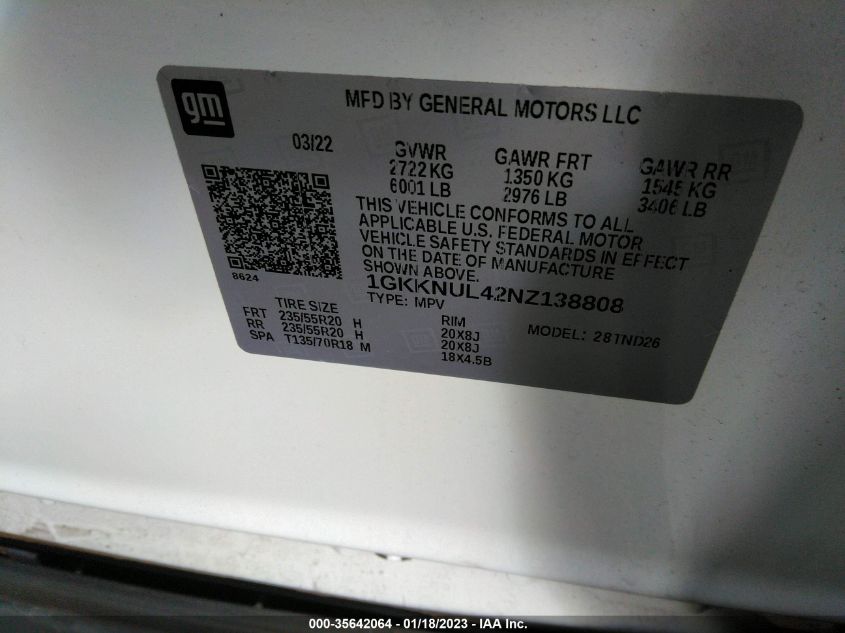 gm
MFD BY GENERAL MOTORS LLC
03/22
GVWR
2722 KG
6001 LB
GAWR FRT
1350 KG
2976 LB
GAWR RR
1545 KG
3406 LB
THIS VEHICLE CONFORMS TO ALL
APPLICABLE U.S. FEDERAL MOTOR
VEHICLE SAFETY STANDARDS IN EFFECT
ON THE DATE OF MANUFACTURE
SHOWN ABOVE.
8624
1GKKNUL42NZ138808
TYPE: MPV
MODEL: 28TND26
TIRE SIZE RIM
FRT 235/55R20 H 20X8J
RR 235/55R20 H 20X8J
SPA T135/70R18 M 18X4.5B
000-35642064 - 01/18/2023 - IAA Inc.